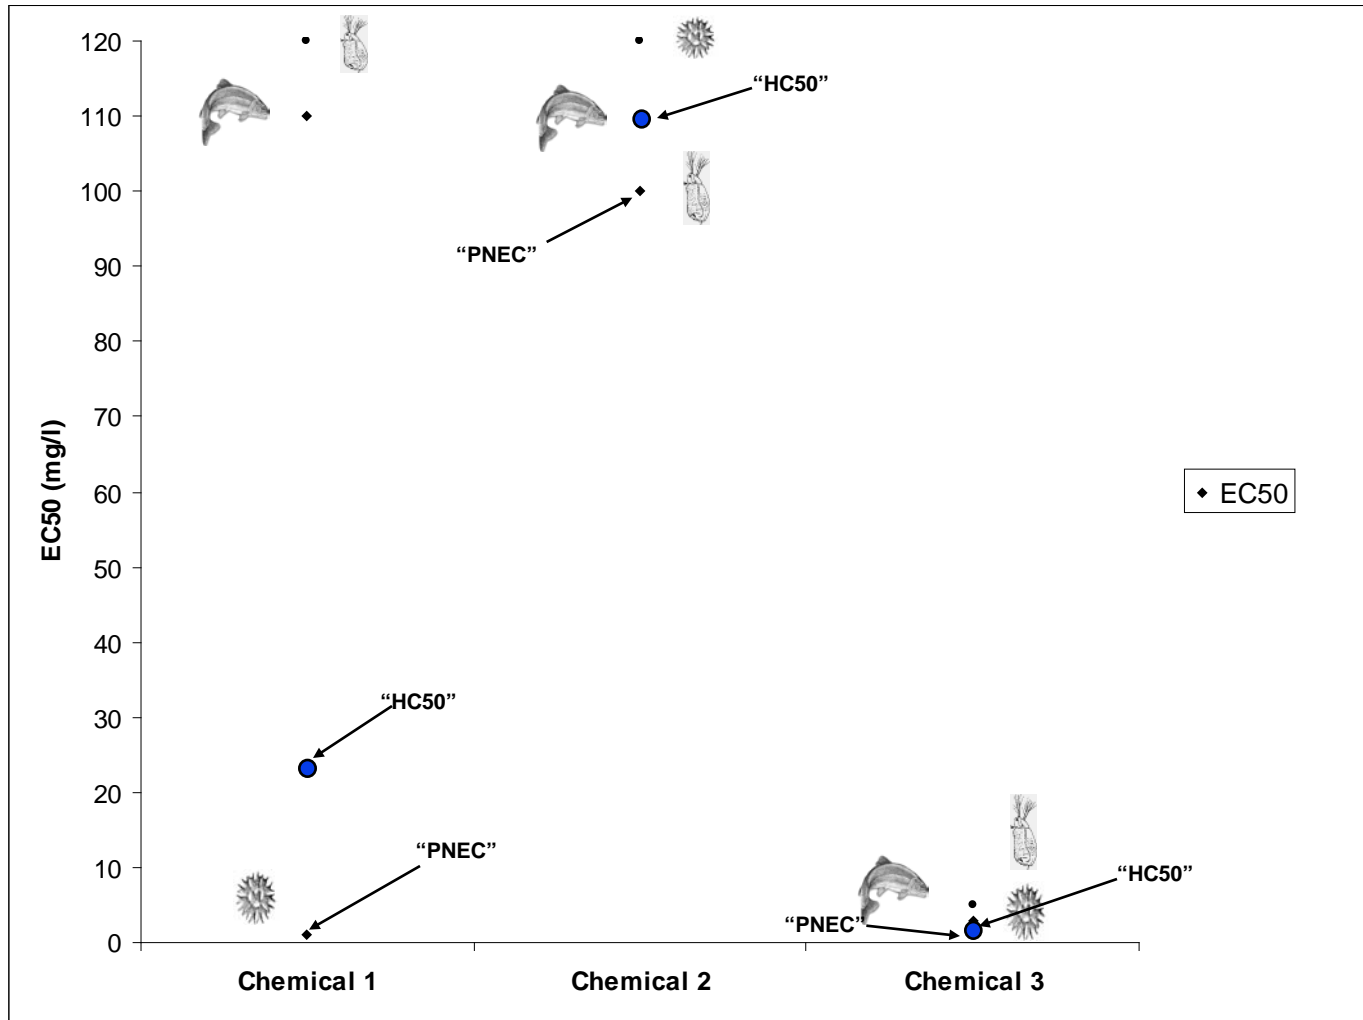 120
110
100
90
80
70
60
50
40
30
20
10
0
EC50 (mg/l)
“HC50”
“PNEC”
“HC50”
“PNEC”
“HC50”
“PNEC”
EC50
Chemical 1
Chemical 2
Chemical 3